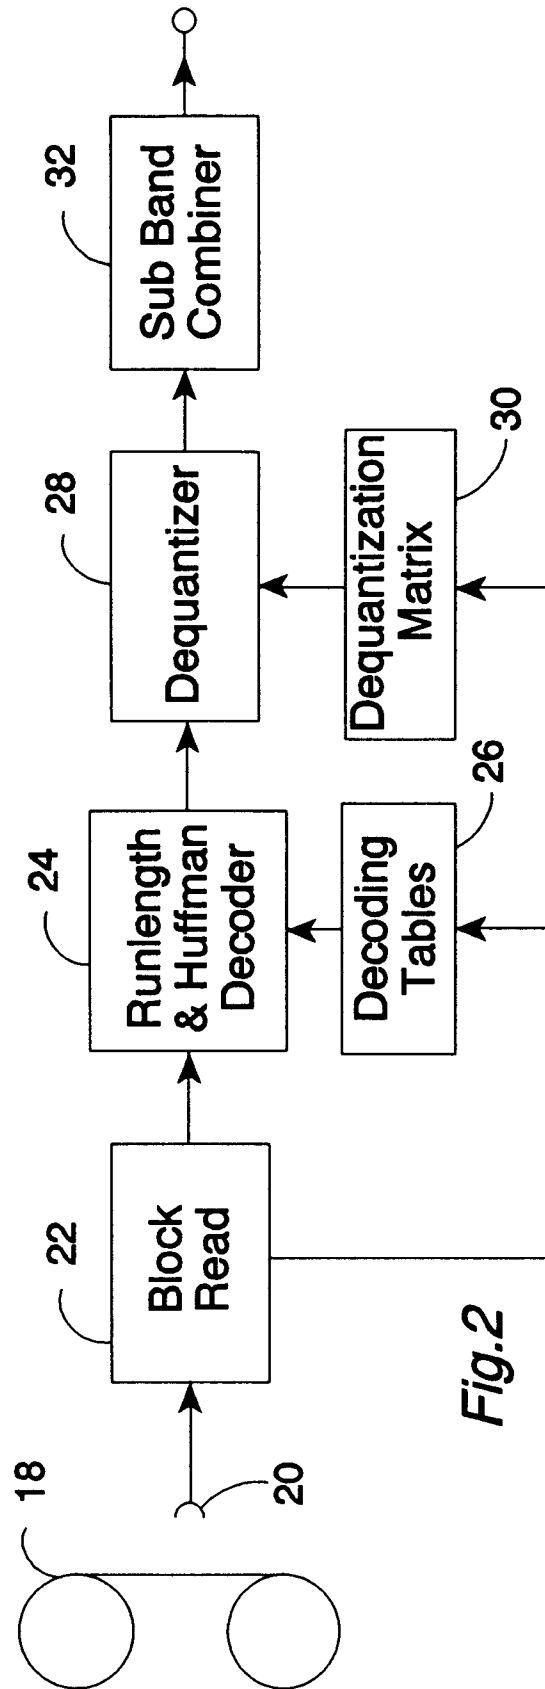 18
20
22
Block
Read
24
Runlength
& Huffman
Decoder
26
Decoding
Tables
28
Dequantizer
30
Dequantization
Matrix
32
Sub Band
Combiner
Fig.2